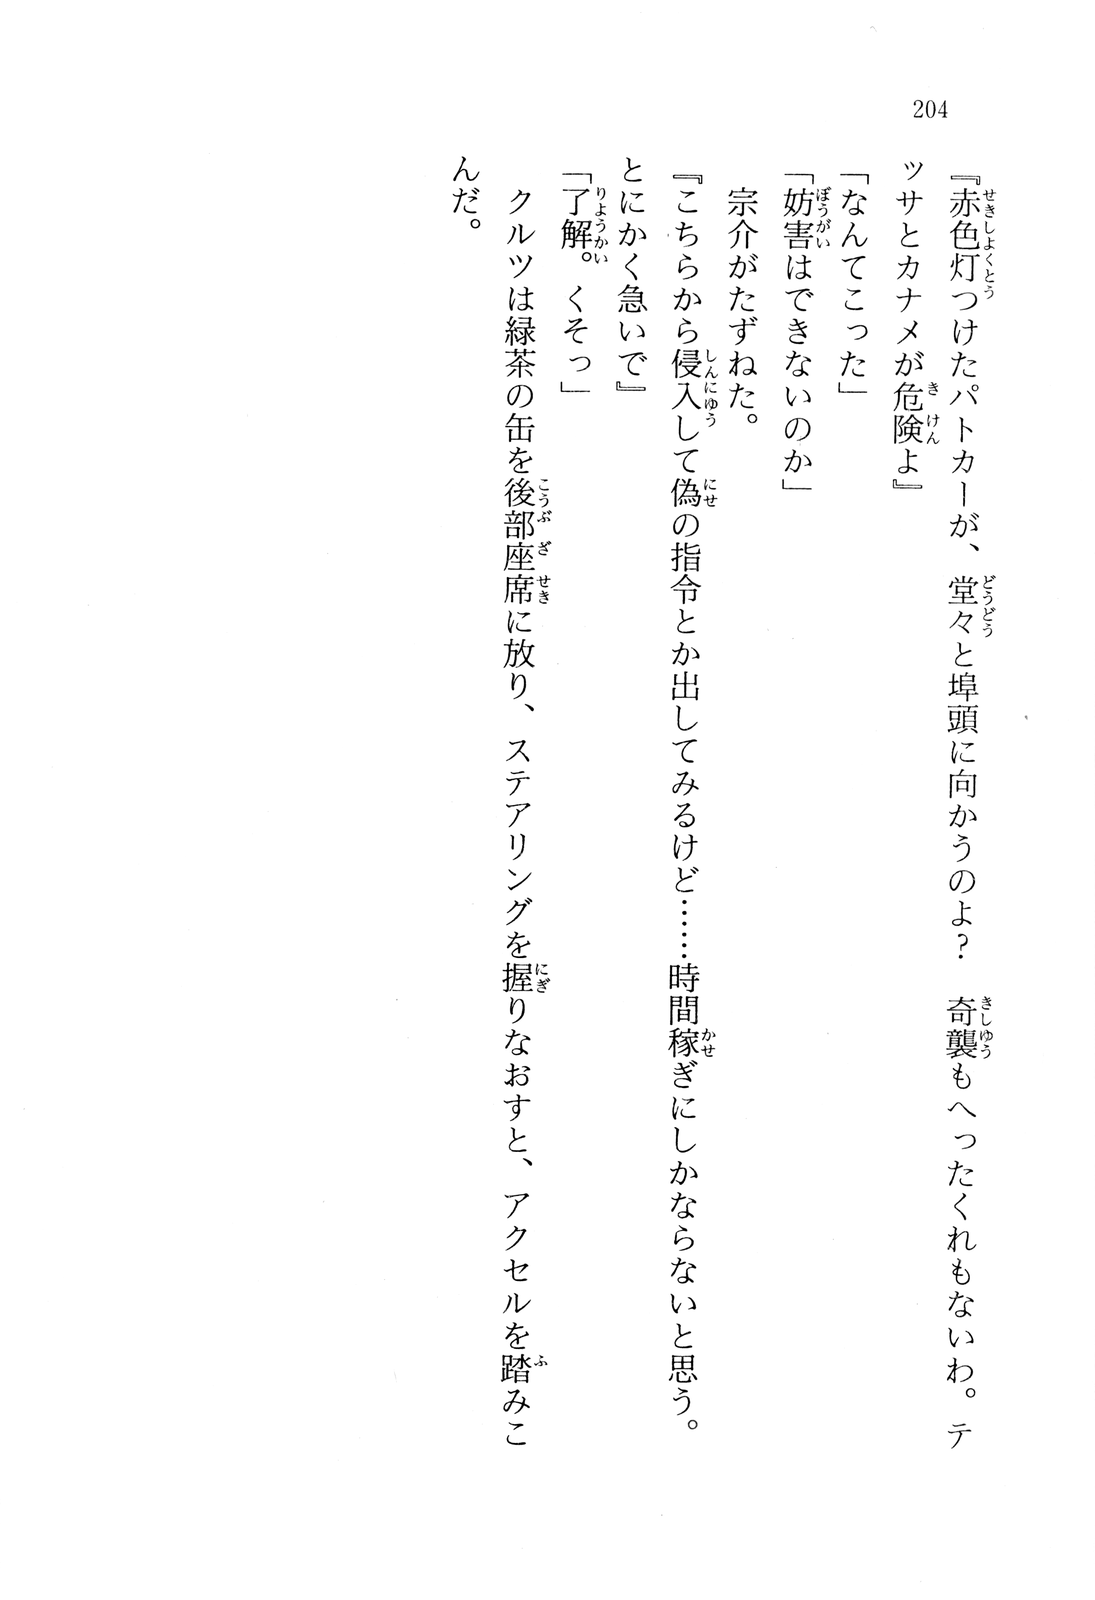 204
『赤色灯つけたパトカーが、堂々と埠頭に向かうのよ？　奇襲もへったくれもないわ。テ
ッサとカナメが危険よ』
「なんてこった」
「妨害はできないのか」
　宗介がたずねた。
『こちらから侵入して偽の指令とか出してみるけど……時間稼ぎにしかならないと思う。
とにかく急いで』
「了解。くそっ」
　クルツは緑茶の缶を後部座席に放り、ステアリングを握りなおすと、アクセルを踏みこ
んだ。